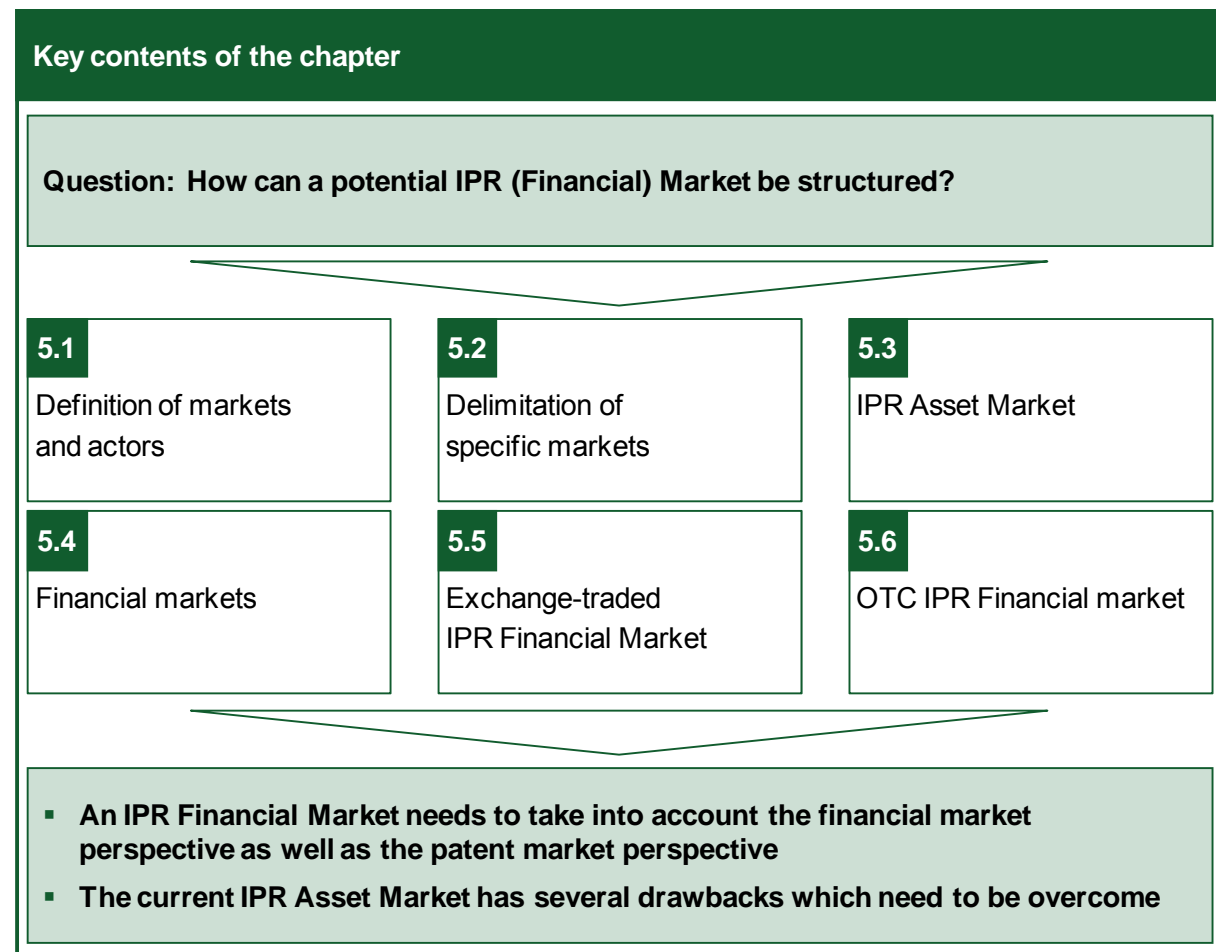 Key contents of the chapter
Question: How can a potential IPR (Financial) Market be structured?
5.1
Definition of markets
and actors
5.2
Delimitation of
specific markets
5.3
IPR Asset Market
5.4
Financial markets
5.5
Exchange-traded
IPR Financial Market
5.6
OTC IPR Financial market
▪ An IPR Financial Market needs to take into account the financial market
perspective as well as the patent market perspective
▪ The current IPR Asset Market has several drawbacks which need to be overcome